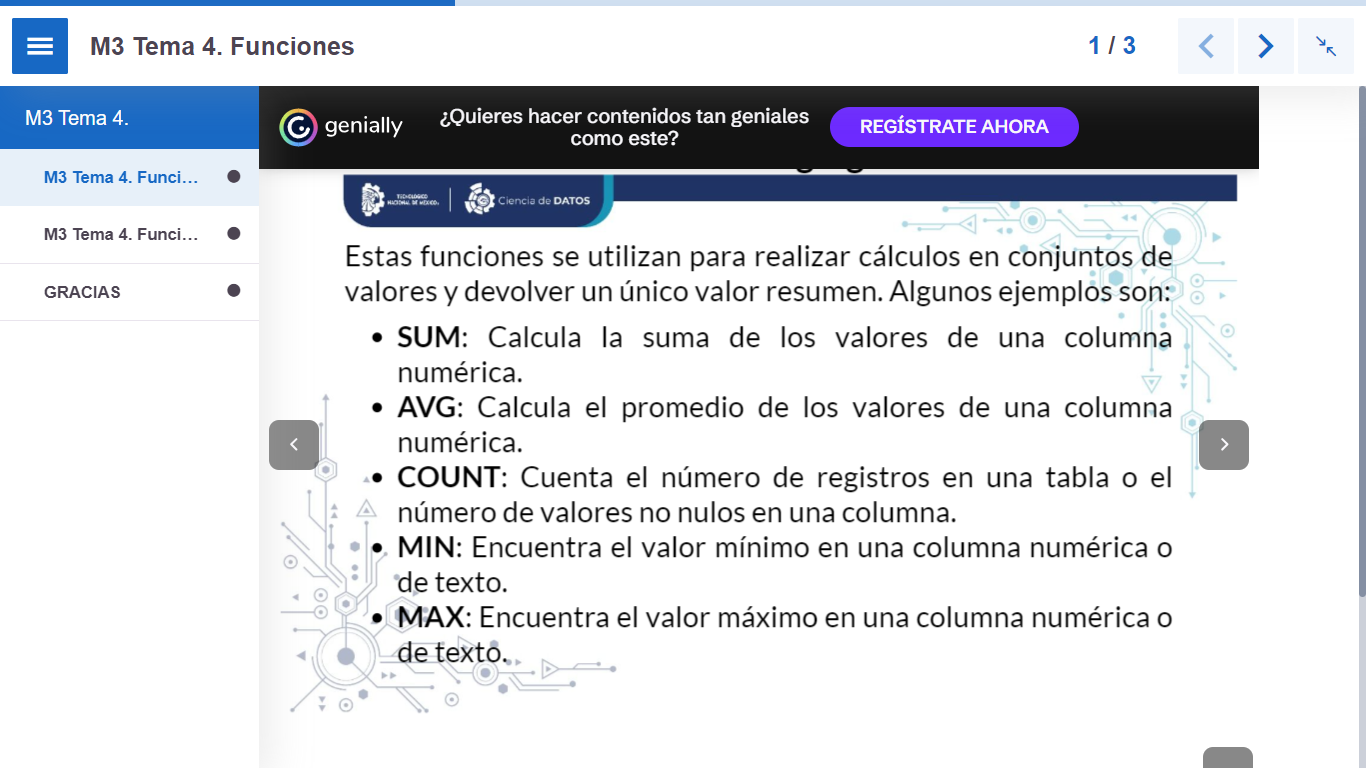 M3 Tema 4. Funciones
1 / 3
M3 Tema 4.
M3 Tema 4. Funci...
M3 Tema 4. Funci...
GRACIAS
genially
¿Quieres hacer contenidos tan geniales
como este?
REGÍSTRATE AHORA
TECNOLÓGICO
NACIONAL DE MÉXICO
Ciencia de DATOS
Estas funciones se utilizan para realizar cálculos en conjuntos de
valores y devolver un único valor resumen. Algunos ejemplos son:
• SUM: Calcula la suma de los valores de una columna
numérica.
• AVG: Calcula el promedio de los valores de una columna
numérica.
• COUNT: Cuenta el número de registros en una tabla o el
número de valores no nulos en una columna.
• MIN: Encuentra el valor mínimo en una columna numérica o
de texto.
• MAX: Encuentra el valor máximo en una columna numérica o
de texto.